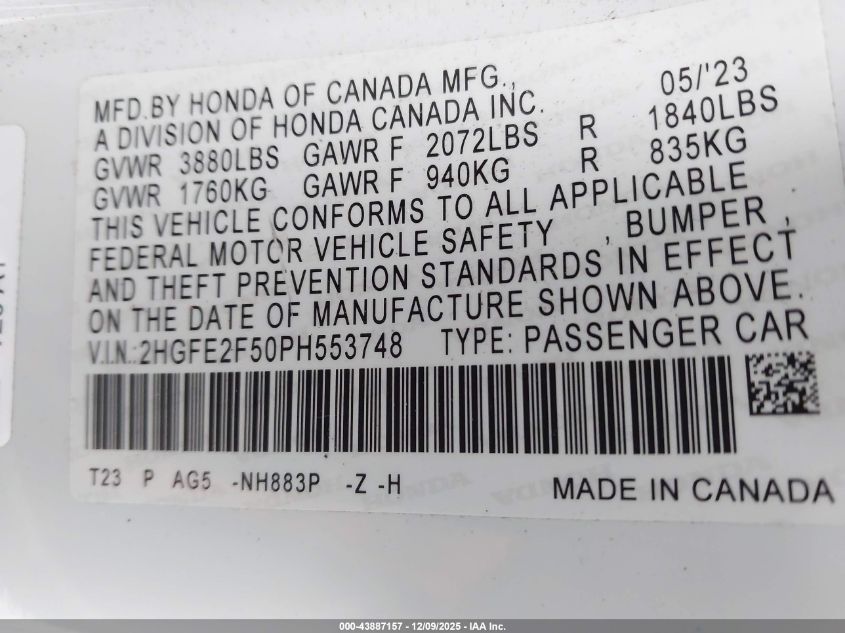 MFD. BY HONDA OF CANADA MFG., 05/'23
A DIVISION OF HONDA CANADA INC.
GVWR 3880LBS GAWR F 2072LBS R 1840LBS
GVWR 1760KG GAWR F 940KG R 835KG
THIS VEHICLE CONFORMS TO ALL APPLICABLE
FEDERAL MOTOR VEHICLE SAFETY , BUMPER ,
AND THEFT PREVENTION STANDARDS IN EFFECT
ON THE DATE OF MANUFACTURE SHOWN ABOVE.
V.I.N.: 2HGFE2F50PH553748 TYPE: PASSENGER CAR
T23 P AG5 -NH883P -Z -H MADE IN CANADA
000-43887157 - 12/09/2025 - IAA Inc.